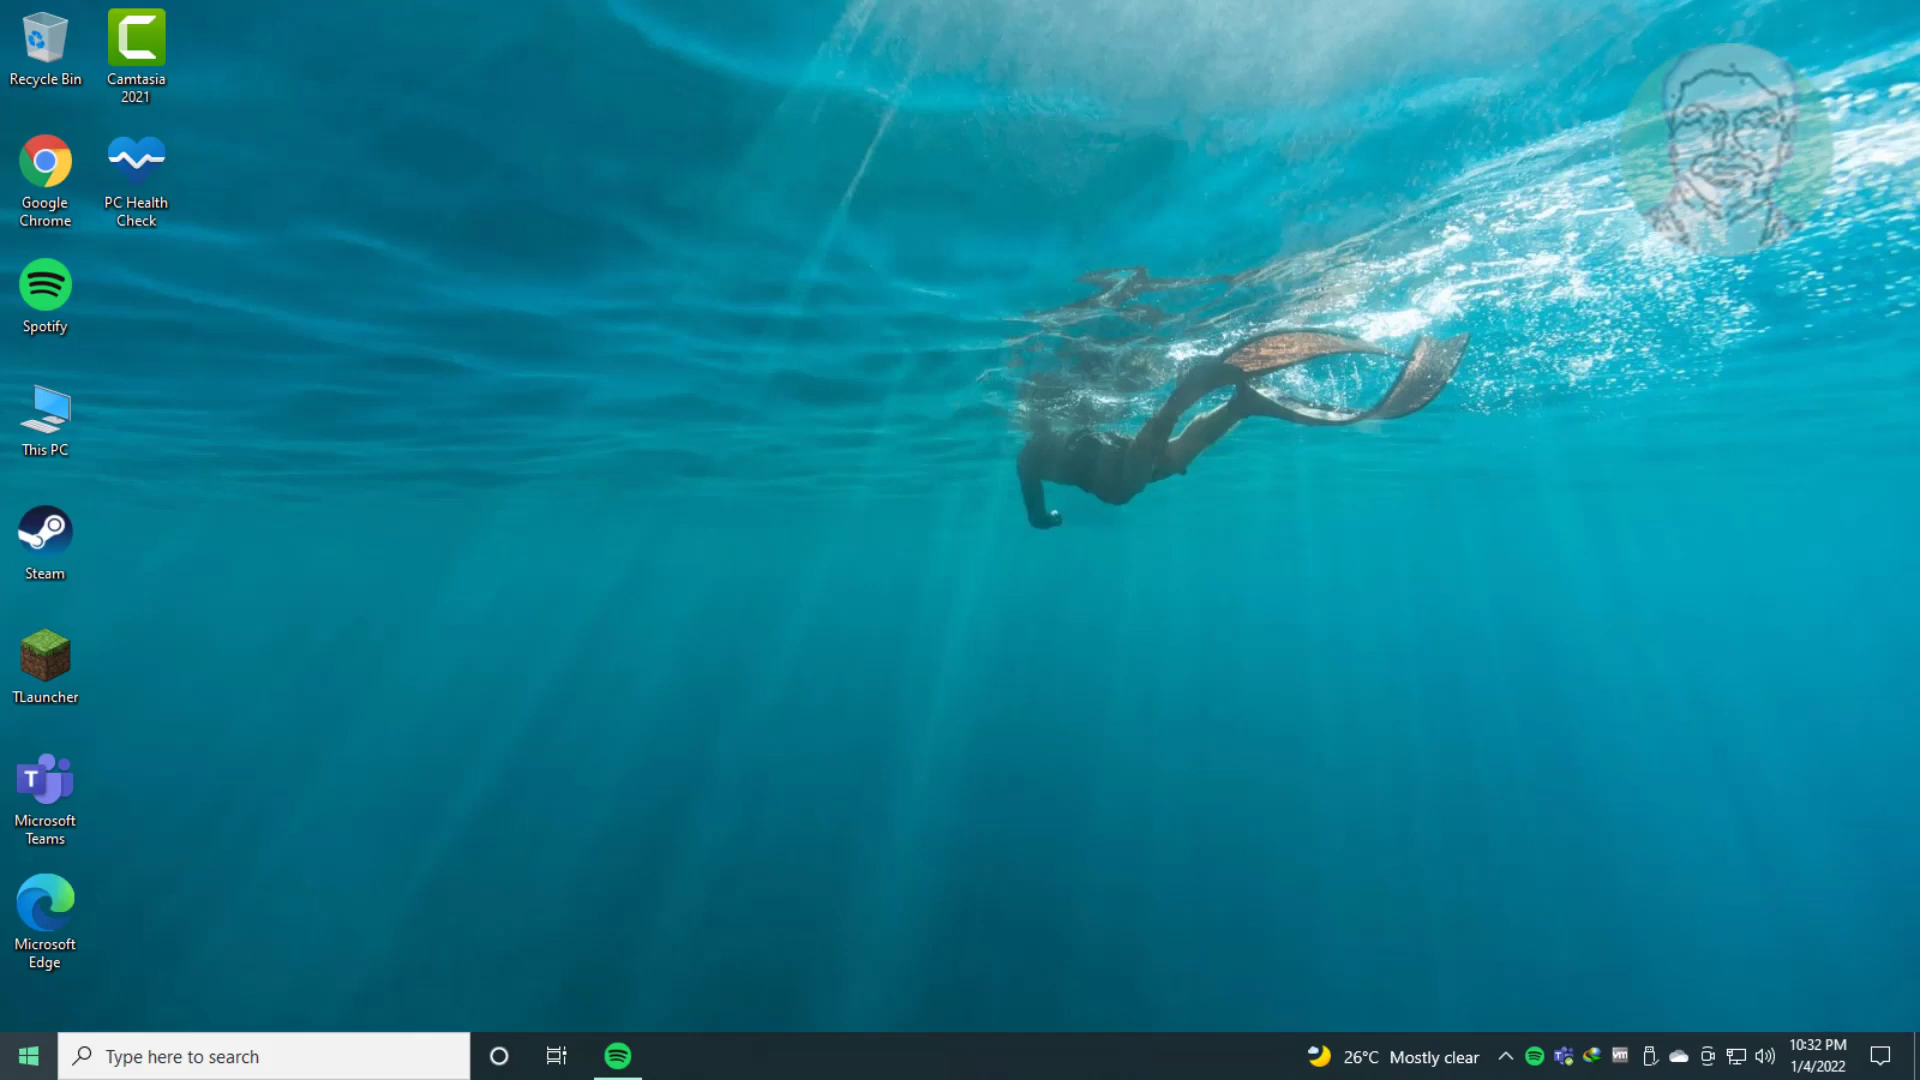 Recycle Bin
Camtasia
2021
Google
Chrome
PC Health
Check
Spotify
This PC
Steam
TLauncher
T
Microsoft
Teams
Microsoft
Edge
Type here to search
26°C Mostly clear
vm
10:32 PM
1/4/2022